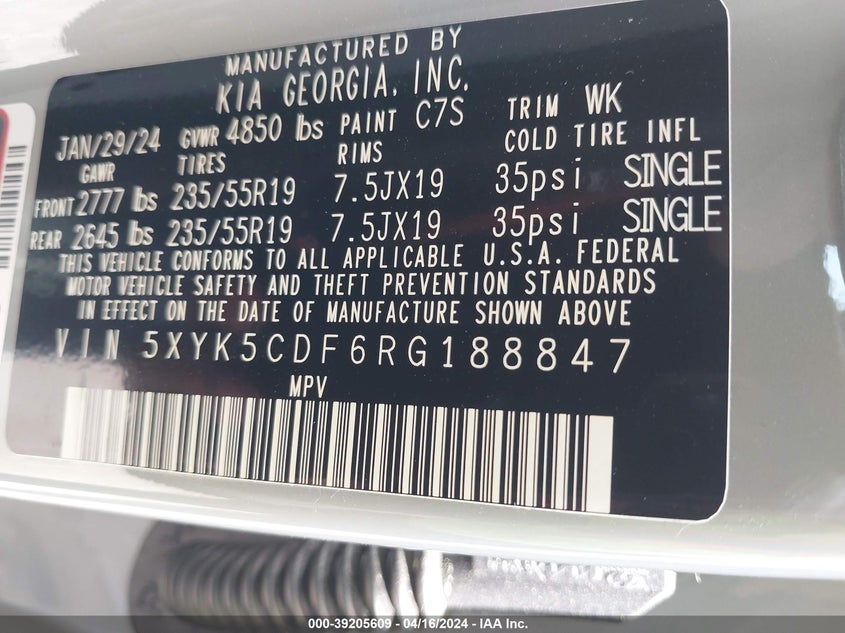 MANUFACTURED BY
KIA GEORGIA, INC.
JAN/29/24 GVWR 4850 lbs PAINT C7S TRIM WK
GAWR TIRES RIMS COLD TIRE INFL
FRONT 2777 lbs 235/55R19 7.5JX19 35psi SINGLE
REAR 2645 lbs 235/55R19 7.5JX19 35psi SINGLE
THIS VEHICLE CONFORMS TO ALL APPLICABLE U.S.A. FEDERAL
MOTOR VEHICLE SAFETY AND THEFT PREVENTION STANDARDS
IN EFFECT ON THE DATE OF MANUFACTURE SHOWN ABOVE
VIN 5XYK5CDF6RG188847
MPV
000-39205609 - 04/16/2024 - IAA Inc.